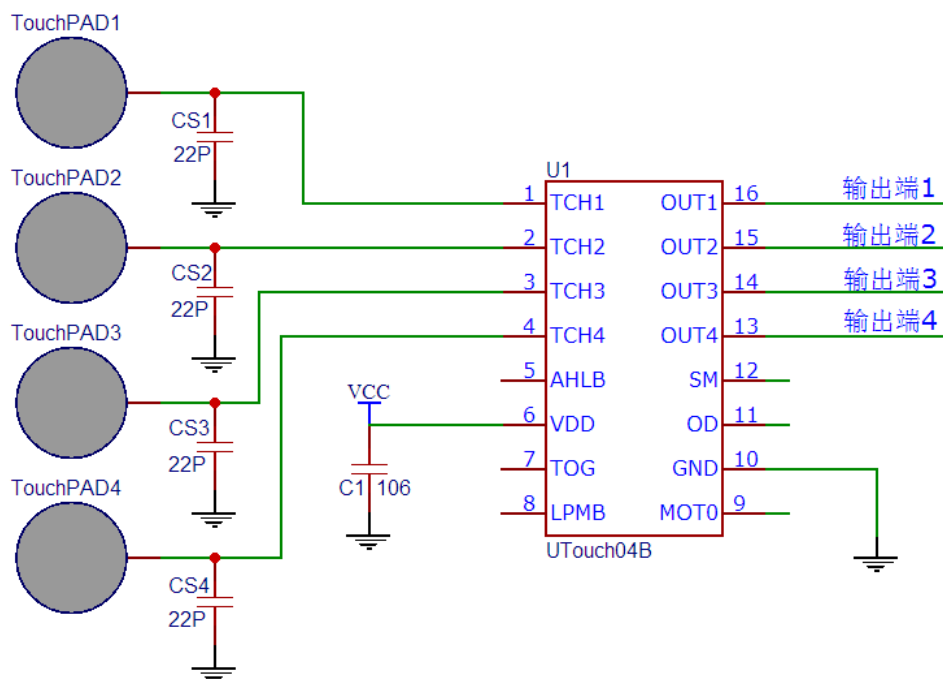 TouchPAD1
CS1
22P
TouchPAD2
CS2
22P
TouchPAD3
CS3
22P
TouchPAD4
CS4
22P
VCC
C1 106
U1
1 TCH1 OUT1 16 输出端1
2 TCH2 OUT2 15 输出端2
3 TCH3 OUT3 14 输出端3
4 TCH4 OUT4 13 输出端4
5 AHLB SM 12
6 VDD OD 11
7 TOG GND 10
8 LPMB MOT0 9
UTouch04B